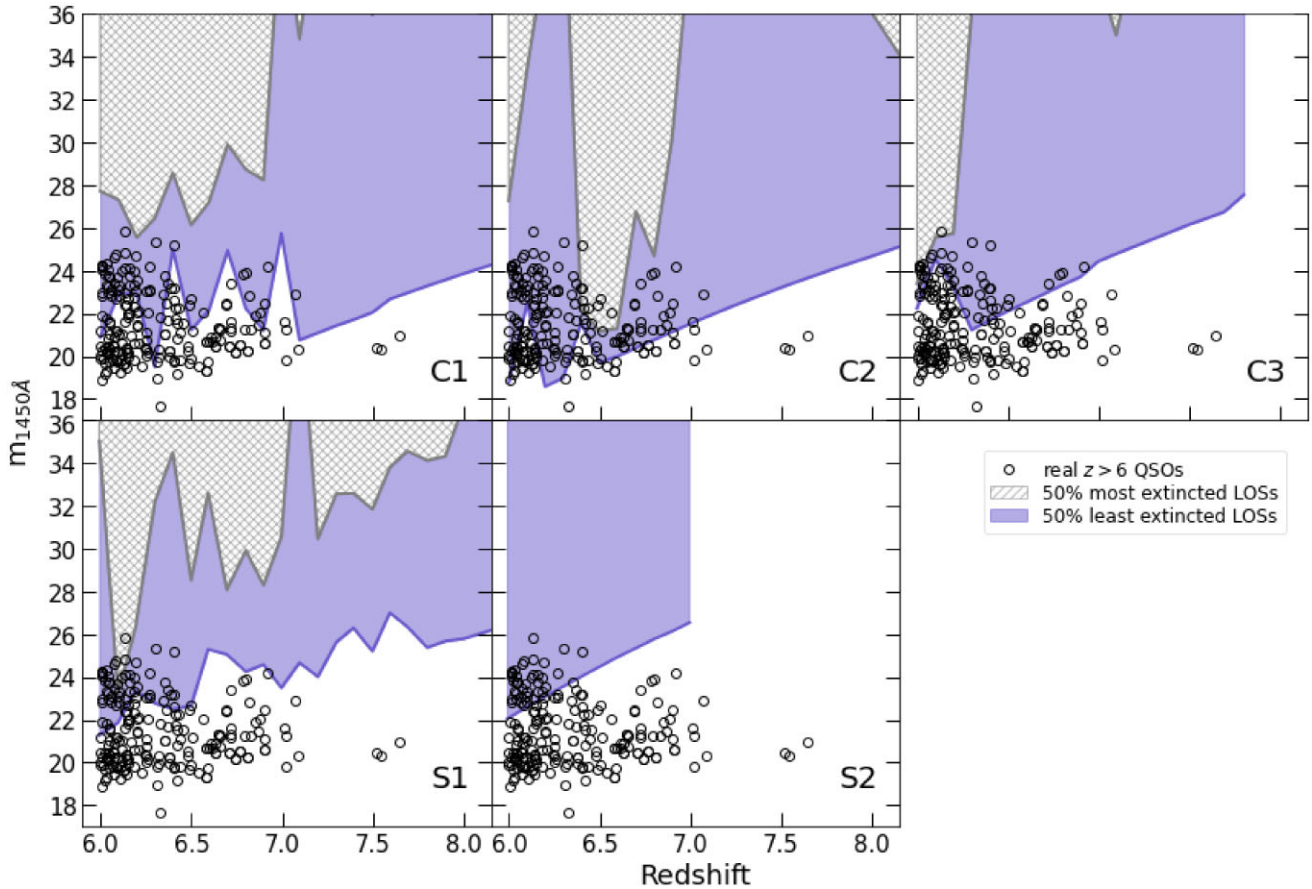 36
34
32
30
28
26
24
22
20
18
C1
C2
C3
m1450Å
36
34
32
30
28
26
24
22
20
18
S1
S2
real z > 6 QSOs
50% most extincted LOSs
50% least extincted LOSs
6.0 6.5 7.0 7.5 8.0
6.0 6.5 7.0 7.5 8.0
Redshift